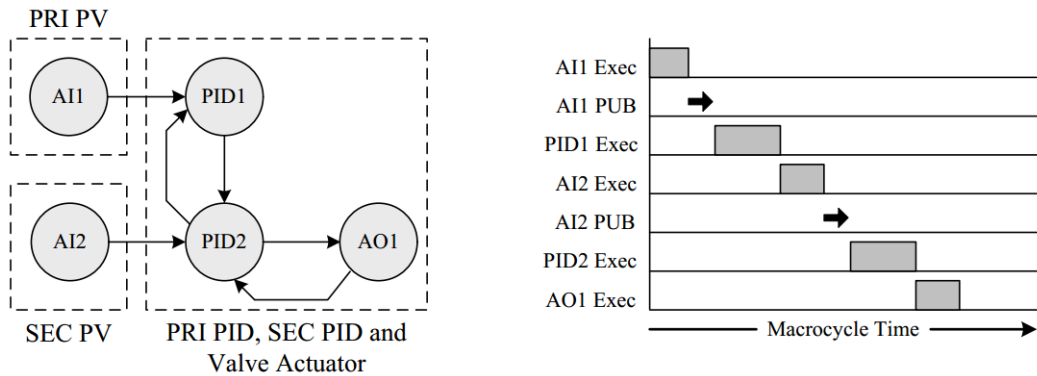 PRI PV
AI1
PID1
AI2
PID2
AO1
SEC PV
PRI PID, SEC PID and
Valve Actuator
AI1 Exec
AI1 PUB
PID1 Exec
AI2 Exec
AI2 PUB
PID2 Exec
AO1 Exec
Macrocycle Time